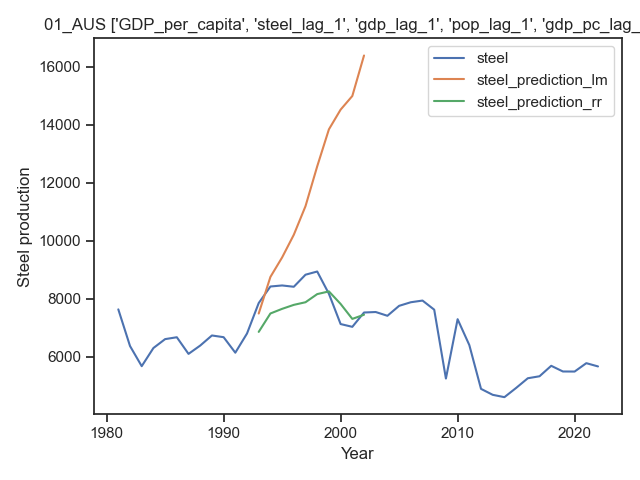 01_AUS ['GDP_per_capita', 'steel_lag_1', 'gdp_lag_1', 'pop_lag_1', 'gdp_pc_lag_
steel
steel_prediction_lm
steel_prediction_rr
Steel production
16000
14000
12000
10000
8000
6000
1980
1990
2000
2010
2020
Year